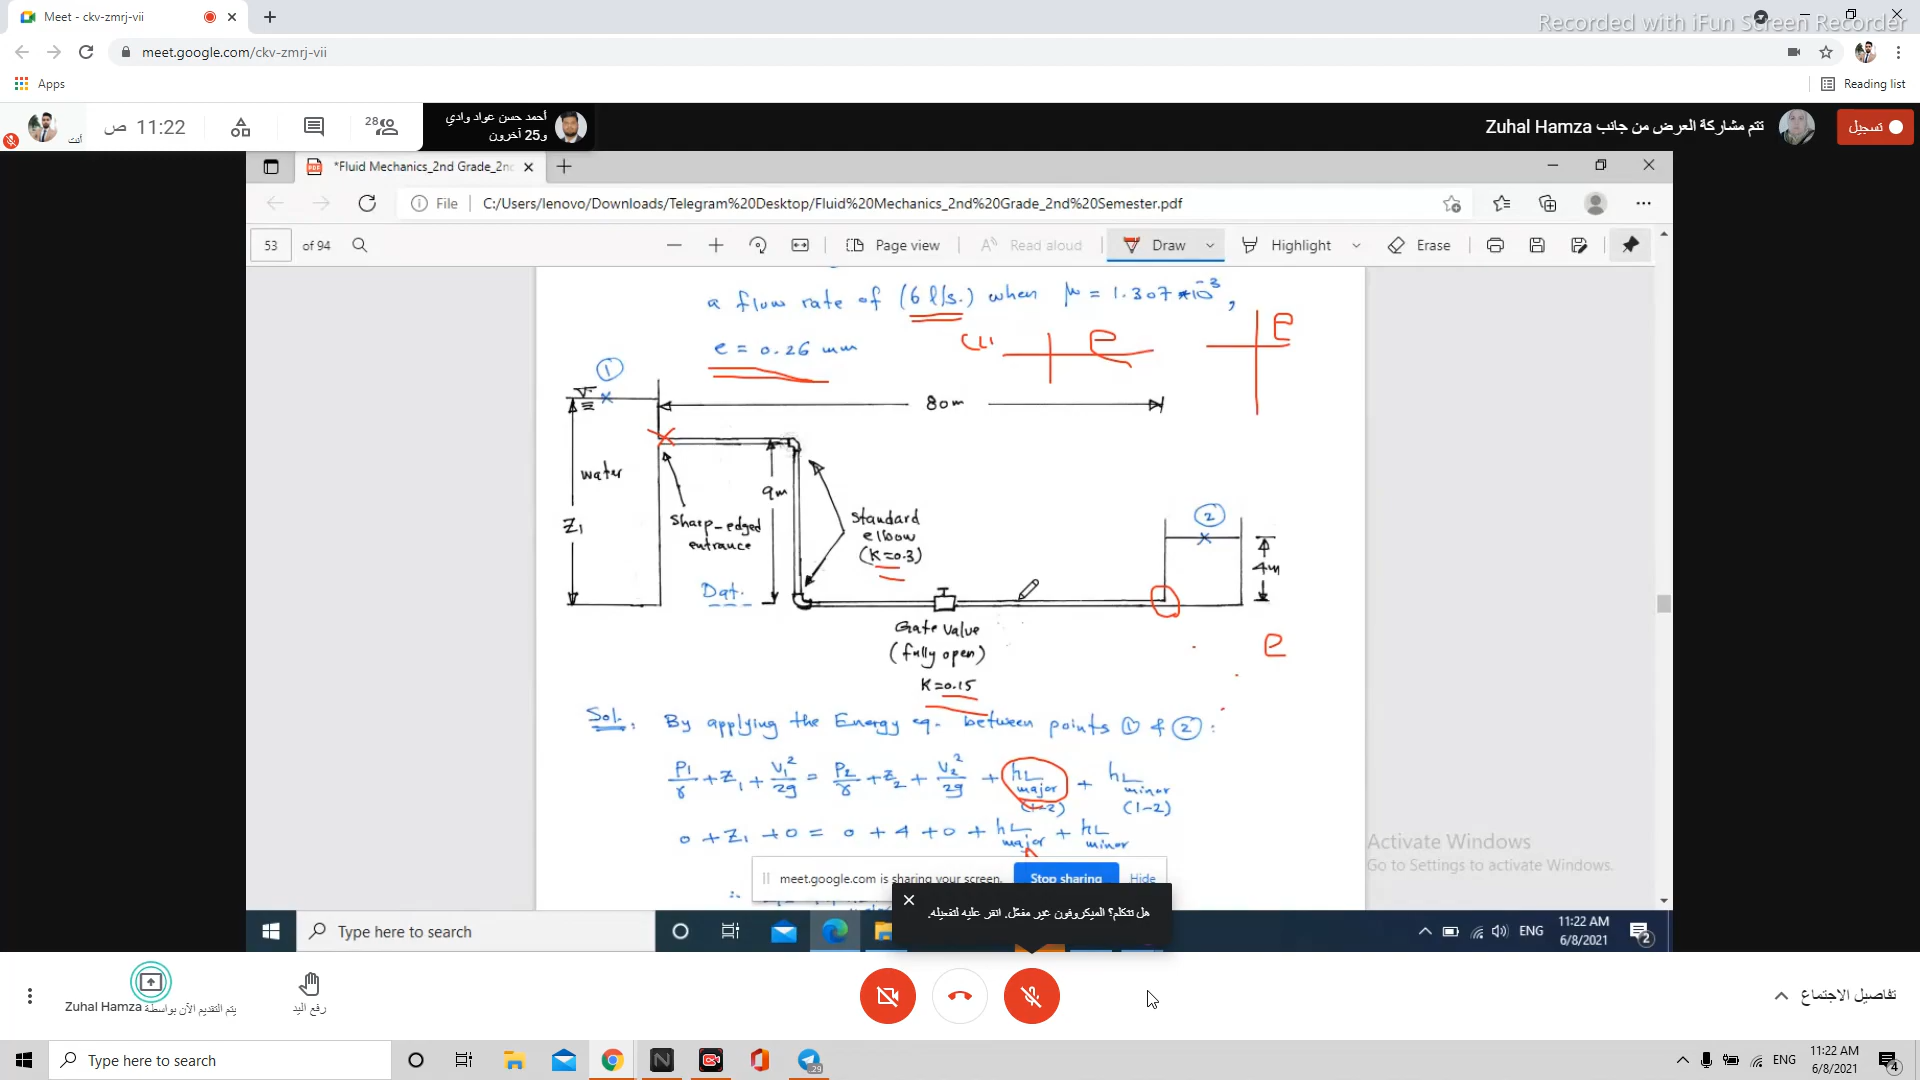 Meet - ckv-zmrj-vii
Recorded with iFun Screen Recorder
meet.google.com/ckv-zmrj-vii
Apps
Reading list
أنت
11:22 ص
28
أحمد حسن عواد وادي
و25 آخرون
تتم مشاركة العرض من جانب Zuhal Hamza
تسجيل
*Fluid Mechanics_2nd Grade_2nd
File
C:/Users/lenovo/Downloads/Telegram%20Desktop/Fluid%20Mechanics_2nd%20Grade_2nd%20Semester.pdf
53 of 94
Page view
Read aloud
Draw
Highlight
Erase
a flow rate of (6 l/s.) when μ = 1.307 * 10⁻³,
e = 0.26 mm
e
e
1
80m
water
9m
Z1
Sharp-edged
entrance
Standard
elbow
(K=0.3)
2
4m
Dat.
Gate Valve
(fully open)
K=0.15
e
Sol. By applying the Energy eq. between points 1 & 2 :
P1/γ + Z1 + V1²/2g = P2/γ + Z2 + V2²/2g + hL major (1-2) + hL minor (1-2)
0 + Z1 + 0 = 0 + 4 + 0 + hL major + hL minor
∴
Activate Windows
Go to Settings to activate Windows.
meet.google.com is sharing your screen.
Stop sharing
Hide
هل تتكلم؟ الميكروفون غير مفعّل. انقر عليه لتفعيله.
Type here to search
ENG
11:22 AM
6/8/2021
2
Zuhal Hamza يتم التقديم الآن بواسطة
رفع اليد
تفاصيل الاجتماع
Type here to search
29
ENG
11:22 AM
6/8/2021
4